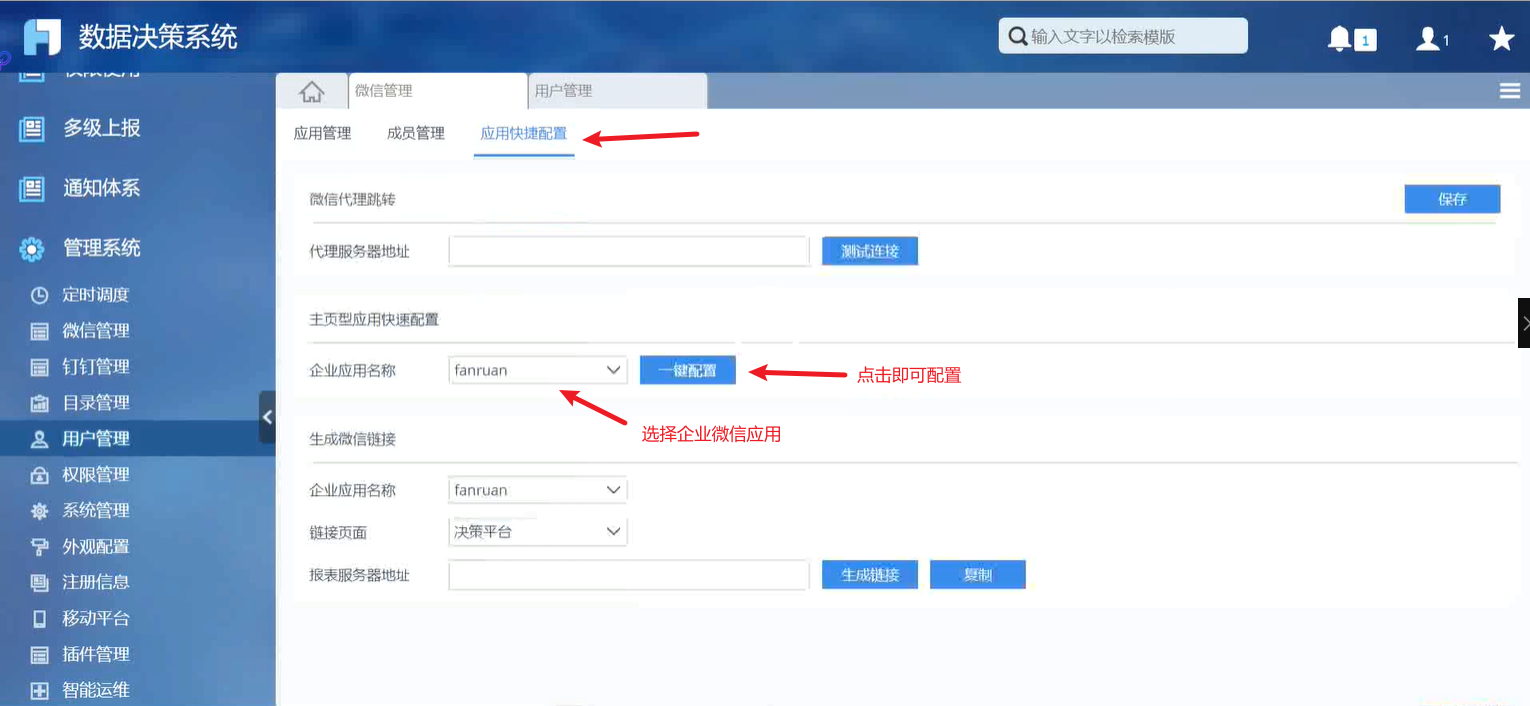 数据决策系统
输入文字以检索模版
1
1
权限使用
多级上报
通知体系
管理系统
定时调度
微信管理
钉钉管理
目录管理
用户管理
权限管理
系统管理
外观配置
注册信息
移动平台
插件管理
智能运维
微信管理
用户管理
应用管理
成员管理
应用快捷配置
微信代理跳转
保存
代理服务器地址
测试连接
主页型应用快速配置
企业应用名称
fanruan
一键配置
点击即可配置
选择企业微信应用
生成微信链接
企业应用名称
fanruan
链接页面
决策平台
报表服务器地址
生成链接
复制